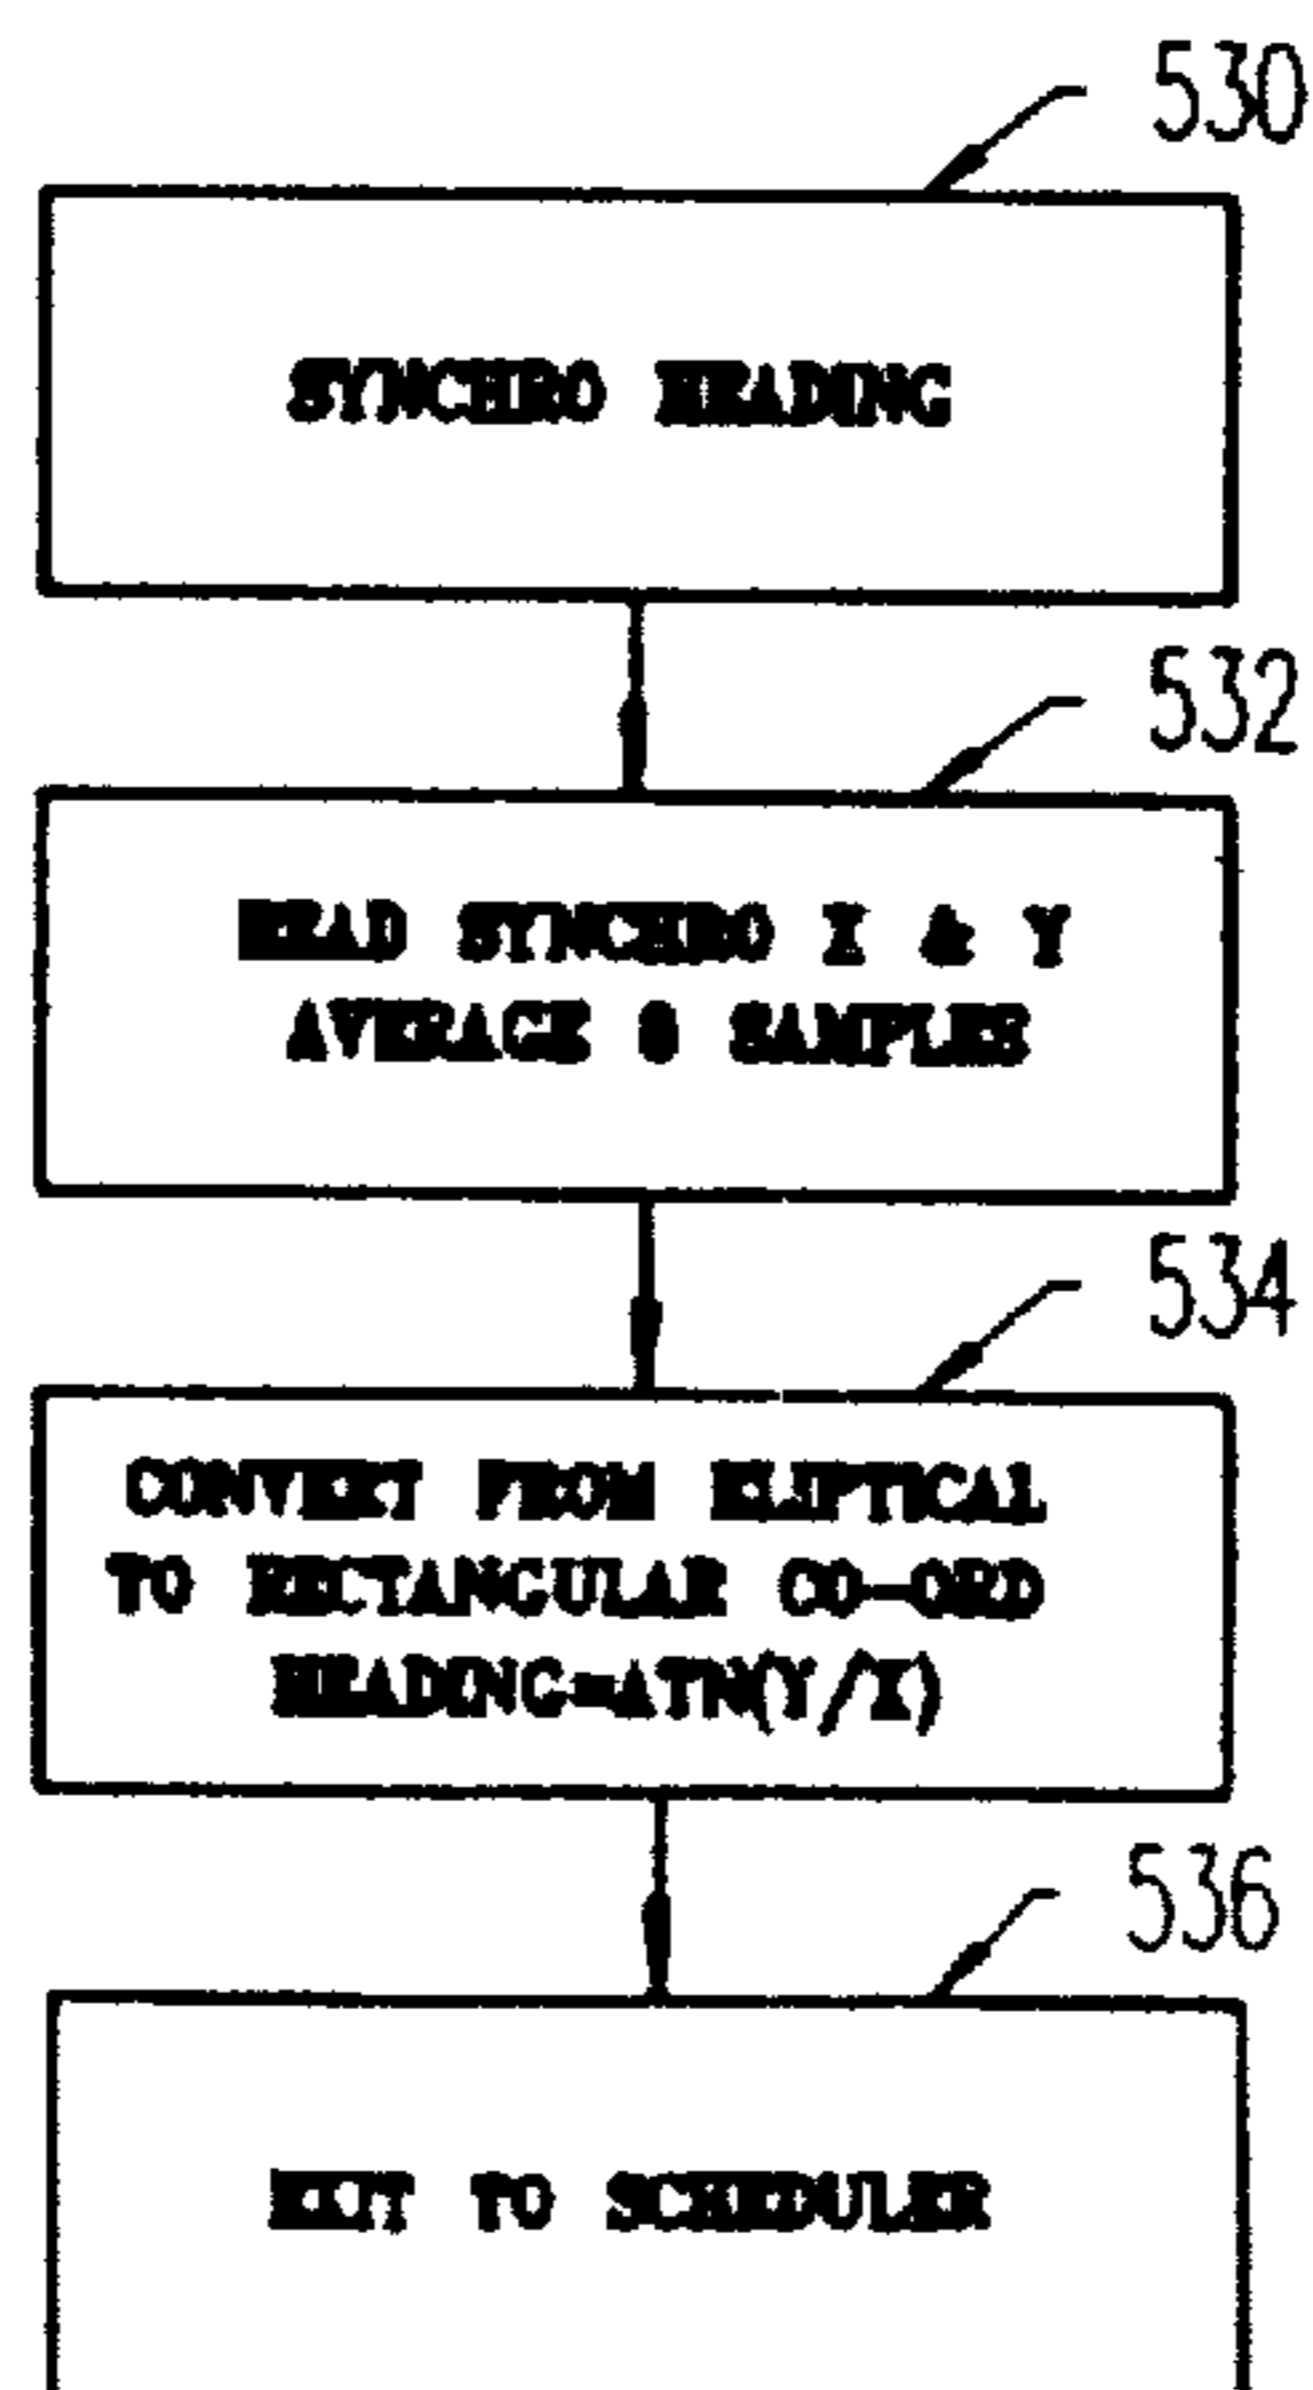 530
SYNCHRO HEADING
532
READ SYNCHRO X & Y
AVERAGE 8 SAMPLES
534
CONVERT FROM ELIPTICAL
TO RECTANGULAR CO-ORD
HEADING=ATN(Y/X)
536
EXIT TO SCHEDULER